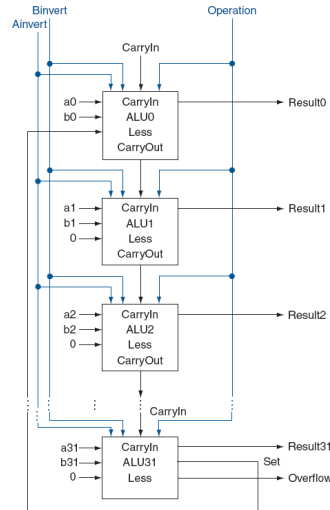 Binvert
Ainvert
Operation
CarryIn
a0
b0
CarryIn
ALU0
Less
CarryOut
Result0
a1
b1
0
CarryIn
ALU1
Less
CarryOut
Result1
a2
b2
0
CarryIn
ALU2
Less
CarryOut
Result2
CarryIn
a31
b31
0
CarryIn
ALU31
Less
Result31
Set
Overflow